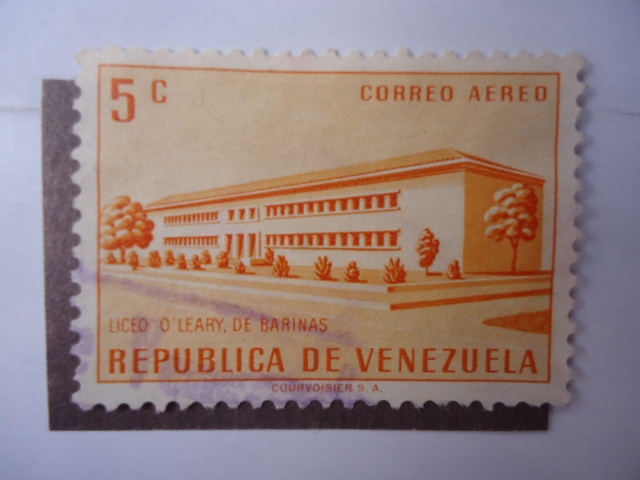 5 C CORREO AEREO
LICEO O'LEARY, DE BARINAS
REPUBLICA DE VENEZUELA
COURVOISIER S. A.